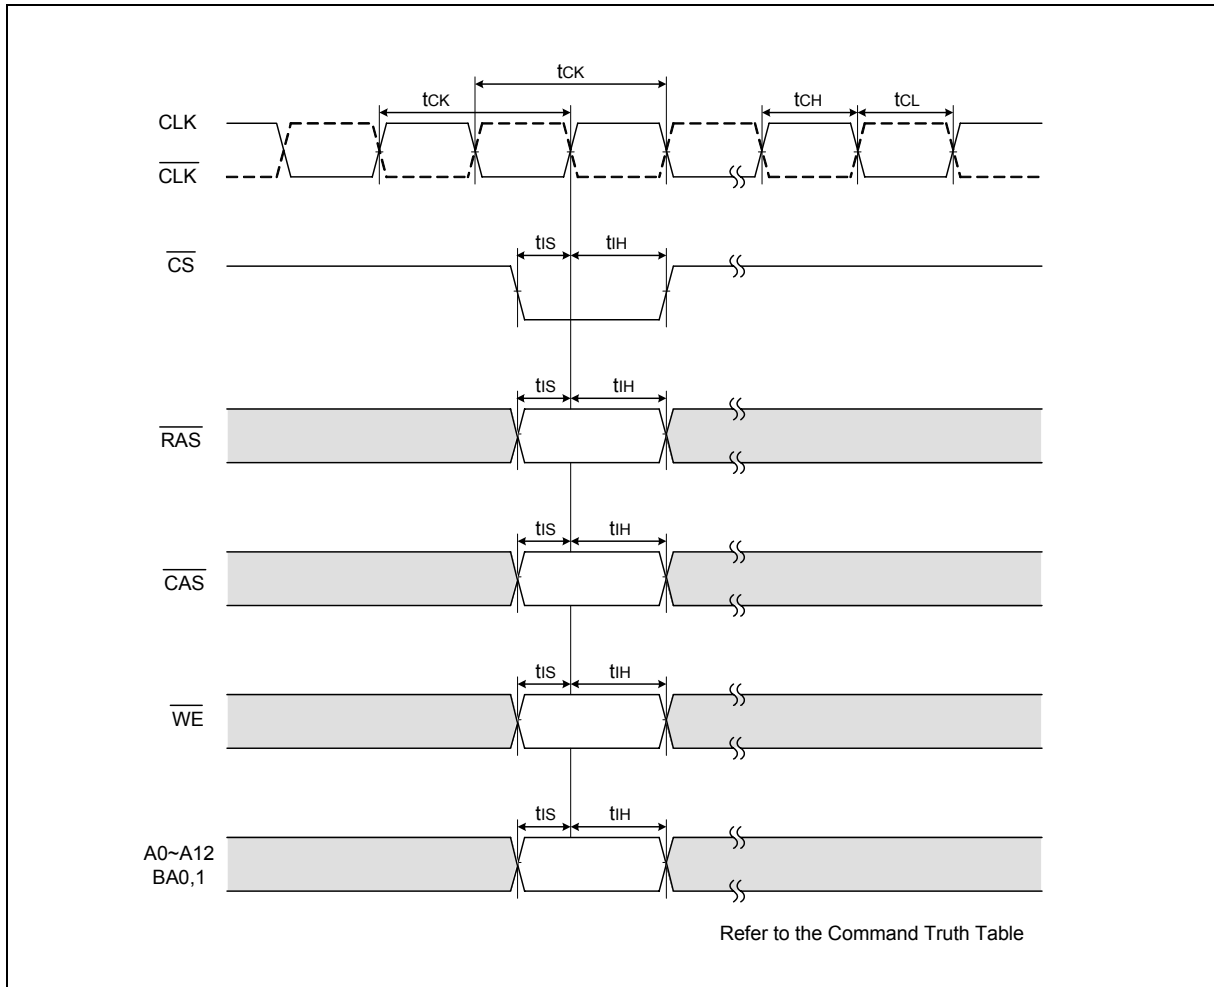 tCK
tCK tCH tCL
CLK
CLK
tIS tIH
CS
tIS tIH
RAS
tIS tIH
CAS
tIS tIH
WE
tIS tIH
A0~A12
BA0,1
Refer to the Command Truth Table